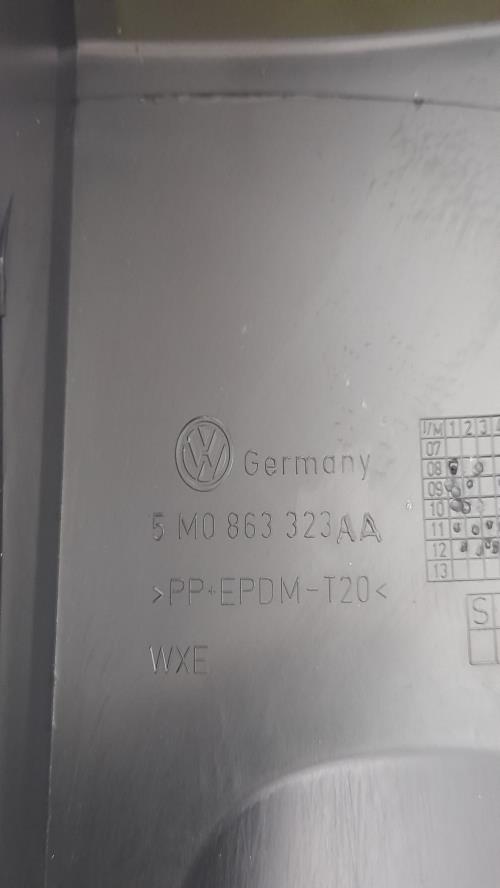 Germany
5 M0 863 323 AA
>PP+EPDM-T20<
WXE
J/M 1 2 3 4
07
08
09
10
11
12
13
S